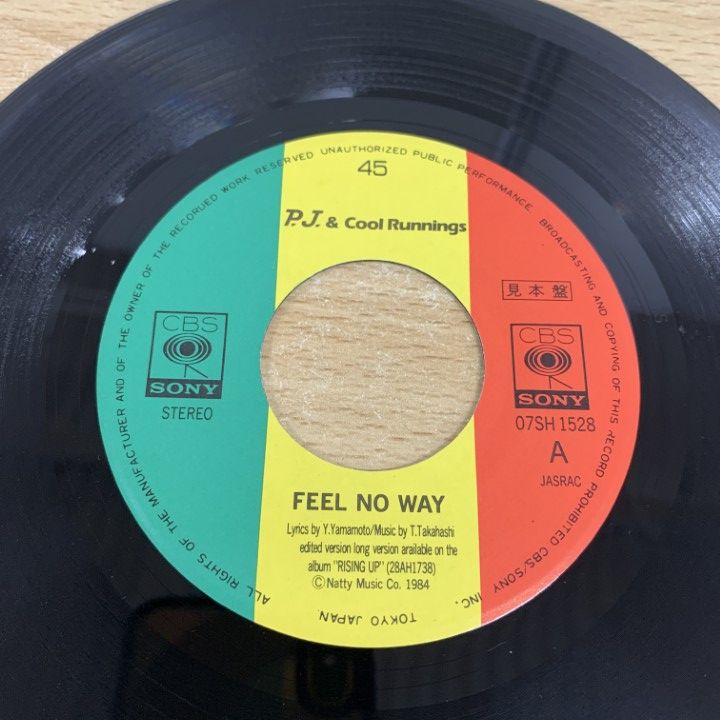 ALL RIGHTS OF THE MANUFACTURER AND OF THE OWNER OF THE RECORUED WORK RESERVED UNAUTHORIZED PUBLIC PERFORMANCE BROADCASTING AND COPYING OF THIS RECORD PROHIBITED CBS/SONY INC.
TOKYO JAPAN.
45
P.J. & Cool Runnings
見本盤
CBS
SONY
STEREO
CBS
SONY
07SH 1528
A
JASRAC
FEEL NO WAY
Lyrics by Y.Yamamoto/Music by T.Takahashi
edited version long version available on the
album "RISING UP" (28AH1738)
©Natty Music Co. 1984